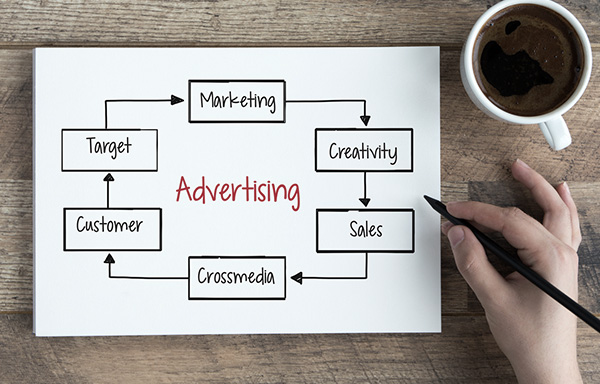 Marketing
Target
Creativity
Advertising
Customer
Sales
Crossmedia